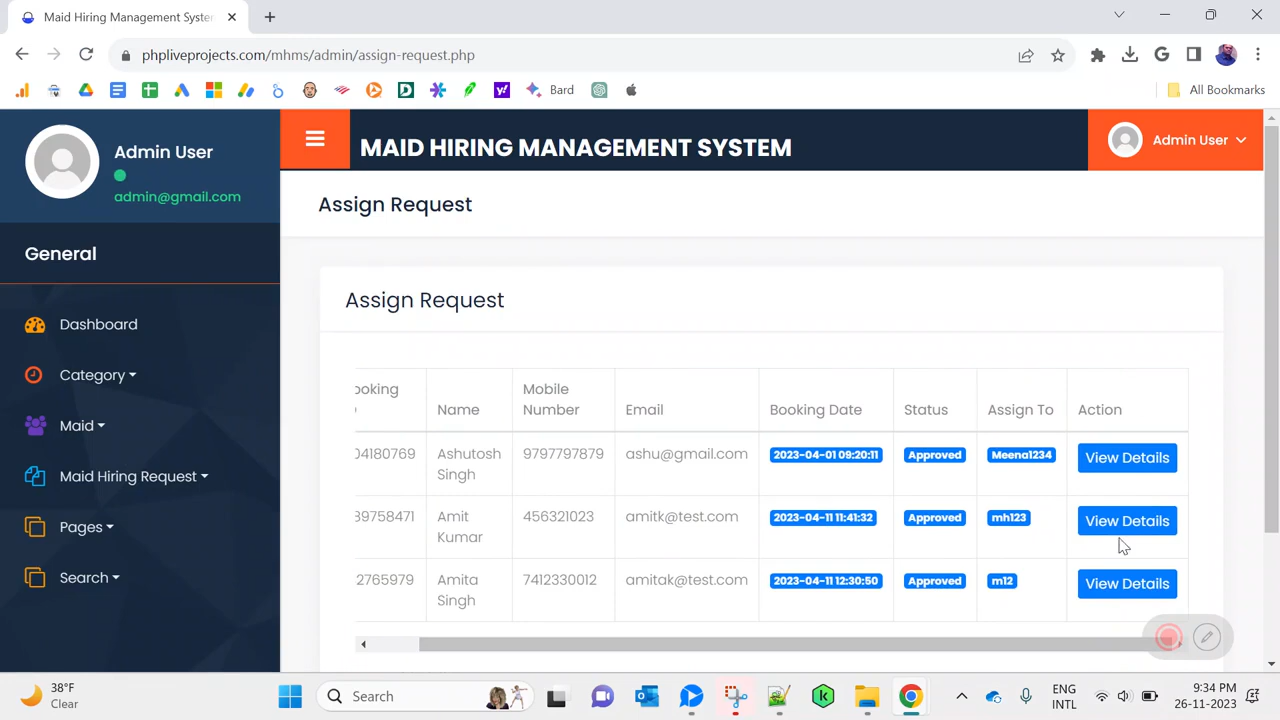 Maid Hiring Management Syste
phpliveprojects.com/mhms/admin/assign-request.php
Bard
All Bookmarks
Admin User
admin@gmail.com
MAID HIRING MANAGEMENT SYSTEM
Admin User
General
Dashboard
Category
Maid
Maid Hiring Request
Pages
Search
Assign Request
Assign Request
ooking Name Mobile Number Email Booking Date Status Assign To Action
04180769 Ashutosh Singh 9797797879 ashu@gmail.com 2023-04-01 09:20:11 Approved Meena1234 View Details
39758471 Amit Kumar 456321023 amitk@test.com 2023-04-11 11:41:32 Approved mh123 View Details
2765979 Amita Singh 7412330012 amitak@test.com 2023-04-11 12:30:50 Approved m12 View Details
38°F
Clear
Search
ENG
INTL
9:34 PM
26-11-2023